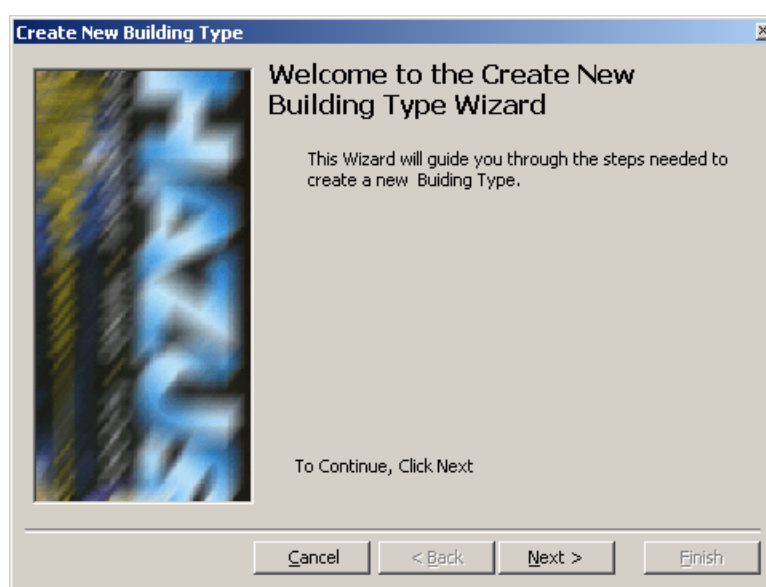 Create New Building Type
Welcome to the Create New
Building Type Wizard
This Wizard will guide you through the steps needed to
create a new Buiding Type.
HAZUS
To Continue, Click Next
Cancel
< Back
Next >
Finish